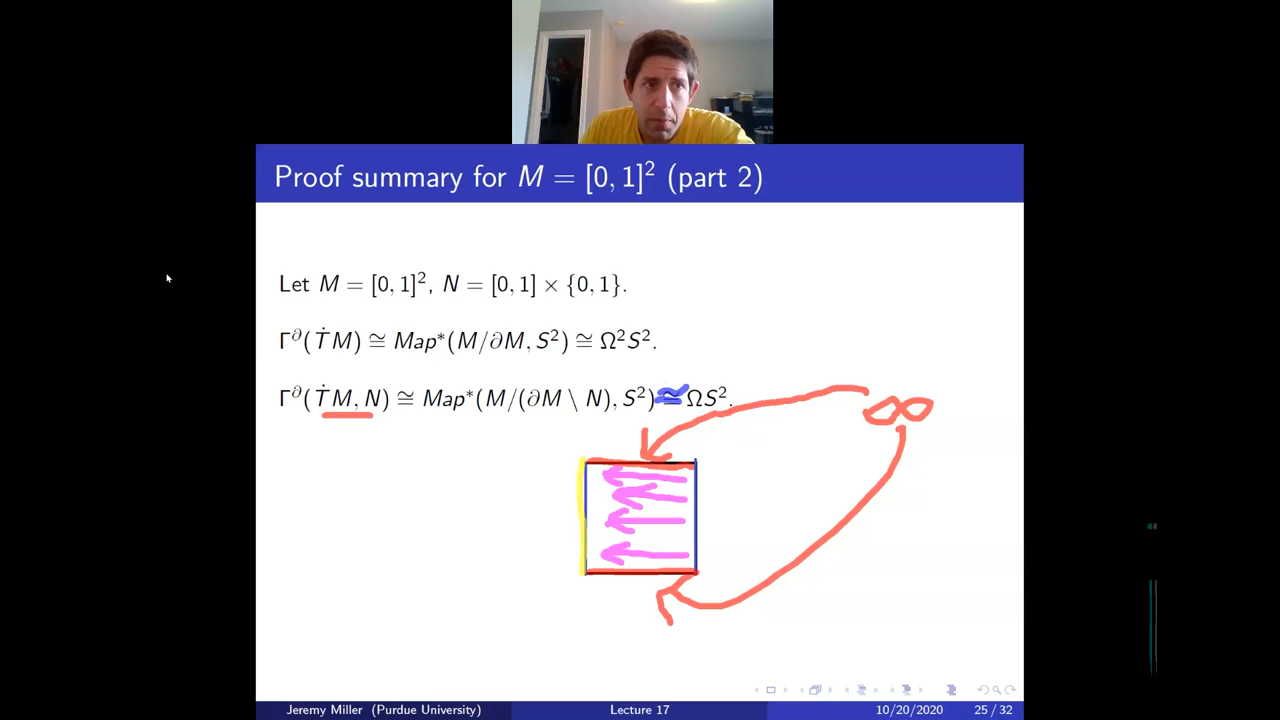 Proof summary for M = [0, 1]² (part 2)
Let M = [0, 1]², N = [0, 1] × {0, 1}.
Γ^∂(ṪM) ≅ Map*(M/∂M, S²) ≅ Ω²S².
Γ^∂(ṪM, N) ≅ Map*(M/(∂M \ N), S²) ≅ ΩS².
∞
Jeremy Miller (Purdue University) Lecture 17 10/20/2020 25 / 32